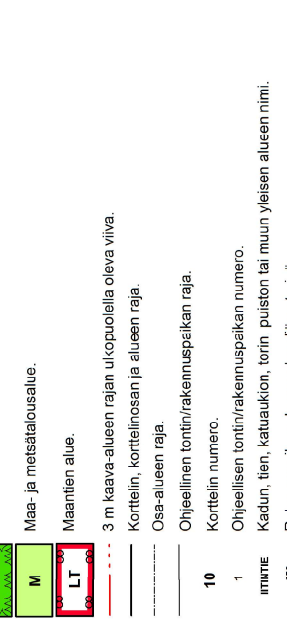 M Maa- ja metsätalousalue.
LT Maantien alue.
3 m kaava-alueen rajan ulkopuolella oleva viiva.
Korttelin, korttelinosan ja alueen raja.
Osa-alueen raja.
Ohjeellinen tontin/rakennuspaikan raja.
10 Korttelin numero.
1 Ohjeellisen tontin/rakennuspaikan numero.
Kadun, tien, katuaukion, torin puiston tai muun yleisen alueen nimi.